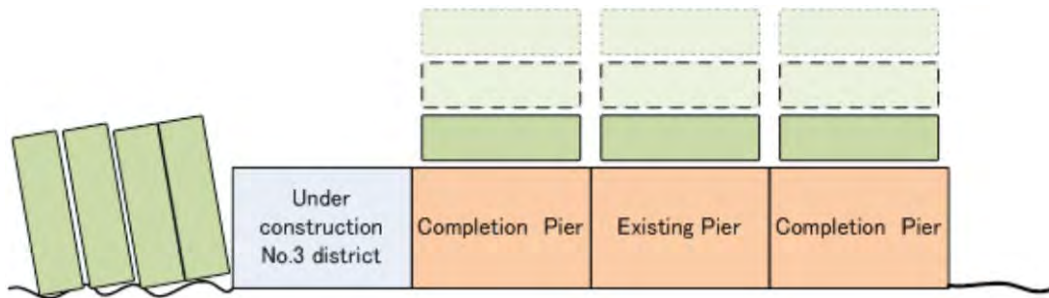 Under
construction
No.3 district
Completion Pier
Existing Pier
Completion Pier